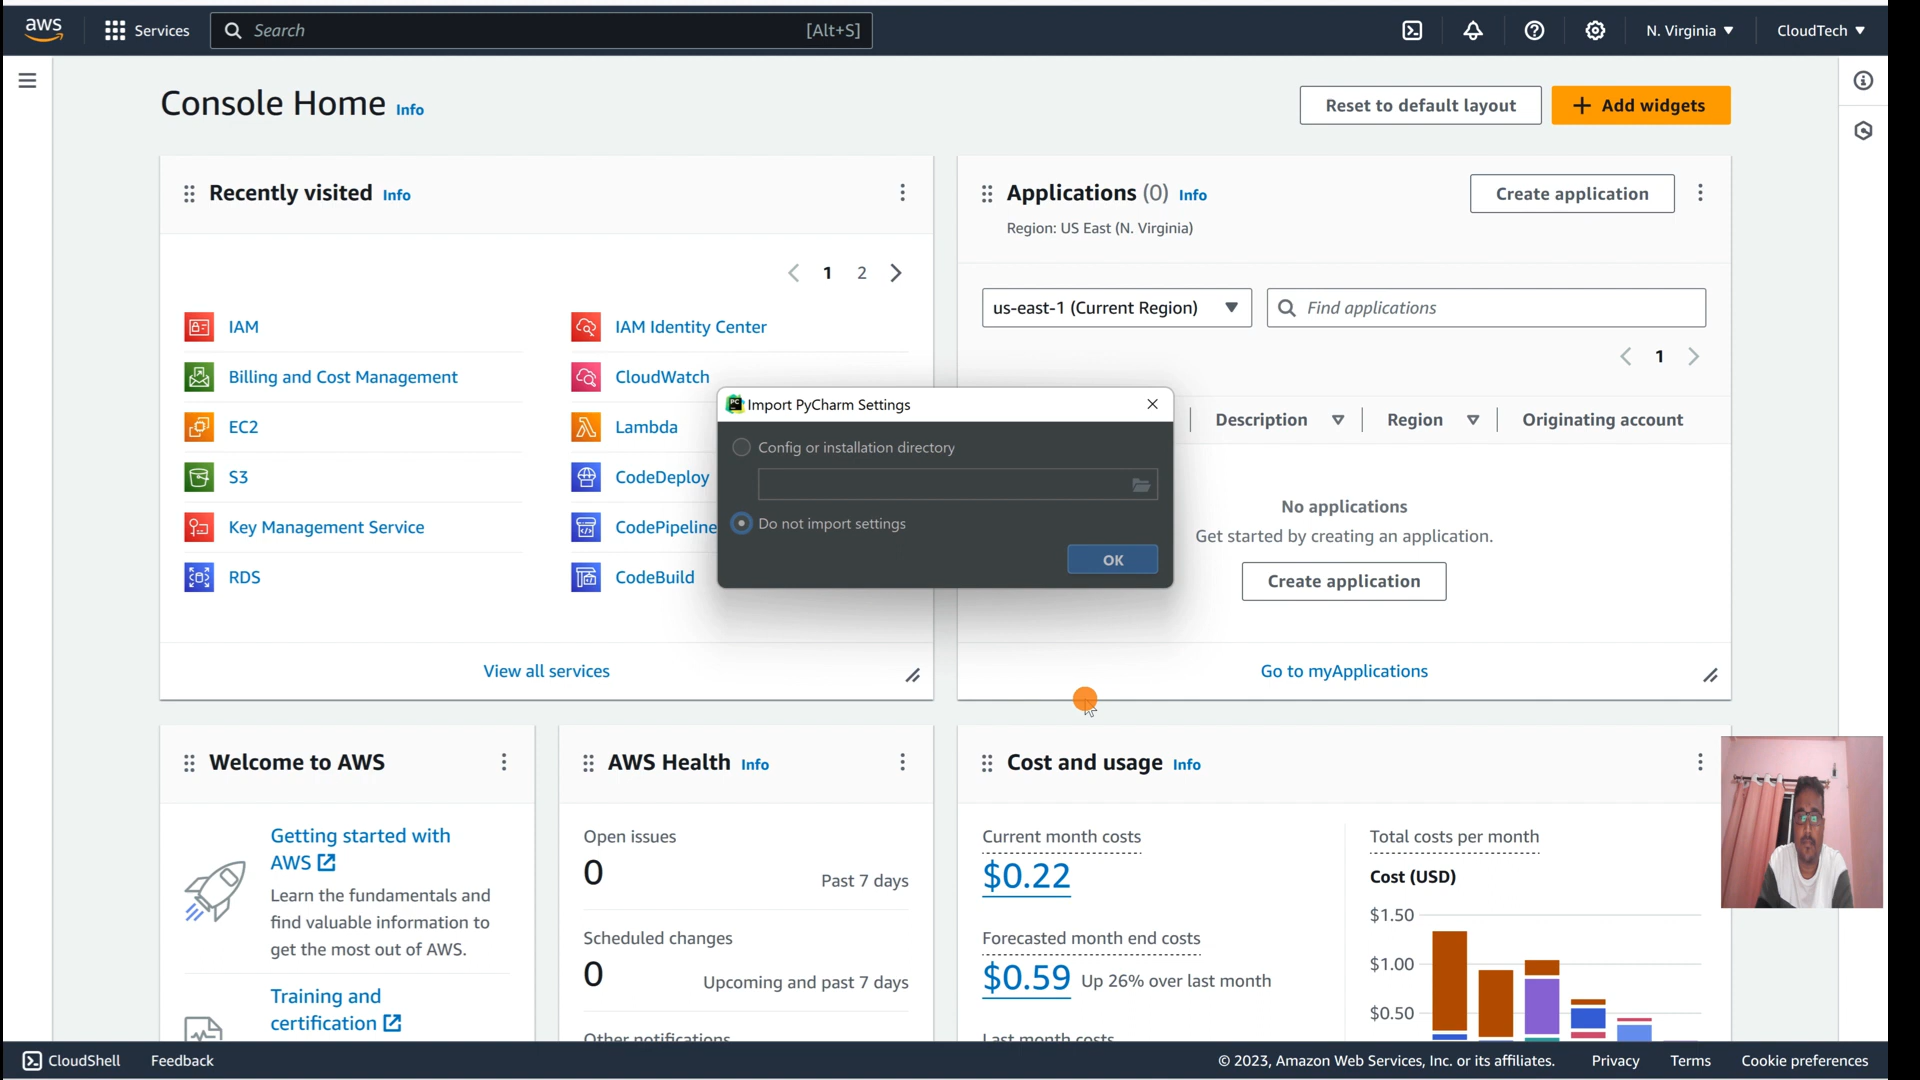 aws
Services
Search
[Alt+S]
N. Virginia
CloudTech
Console Home Info
Reset to default layout
Add widgets
Recently visited Info
1 2
IAM
Billing and Cost Management
EC2
S3
Key Management Service
RDS
IAM Identity Center
CloudWatch
Lambda
CodeDeploy
CodePipeline
CodeBuild
View all services
Applications (0) Info
Region: US East (N. Virginia)
Create application
us-east-1 (Current Region)
Find applications
1
Description
Region
Originating account
No applications
Get started by creating an application.
Create application
Go to myApplications
PC
Import PyCharm Settings
Config or installation directory
Do not import settings
OK
Welcome to AWS
Getting started with
AWS
Learn the fundamentals and
find valuable information to
get the most out of AWS.
Training and
certification
AWS Health Info
Open issues
0
Past 7 days
Scheduled changes
0
Upcoming and past 7 days
Other notifications
Cost and usage Info
Current month costs
$0.22
Forecasted month end costs
$0.59 Up 26% over last month
Last month costs
Total costs per month
Cost (USD)
$1.50
$1.00
$0.50
CloudShell
Feedback
© 2023, Amazon Web Services, Inc. or its affiliates.
Privacy
Terms
Cookie preferences